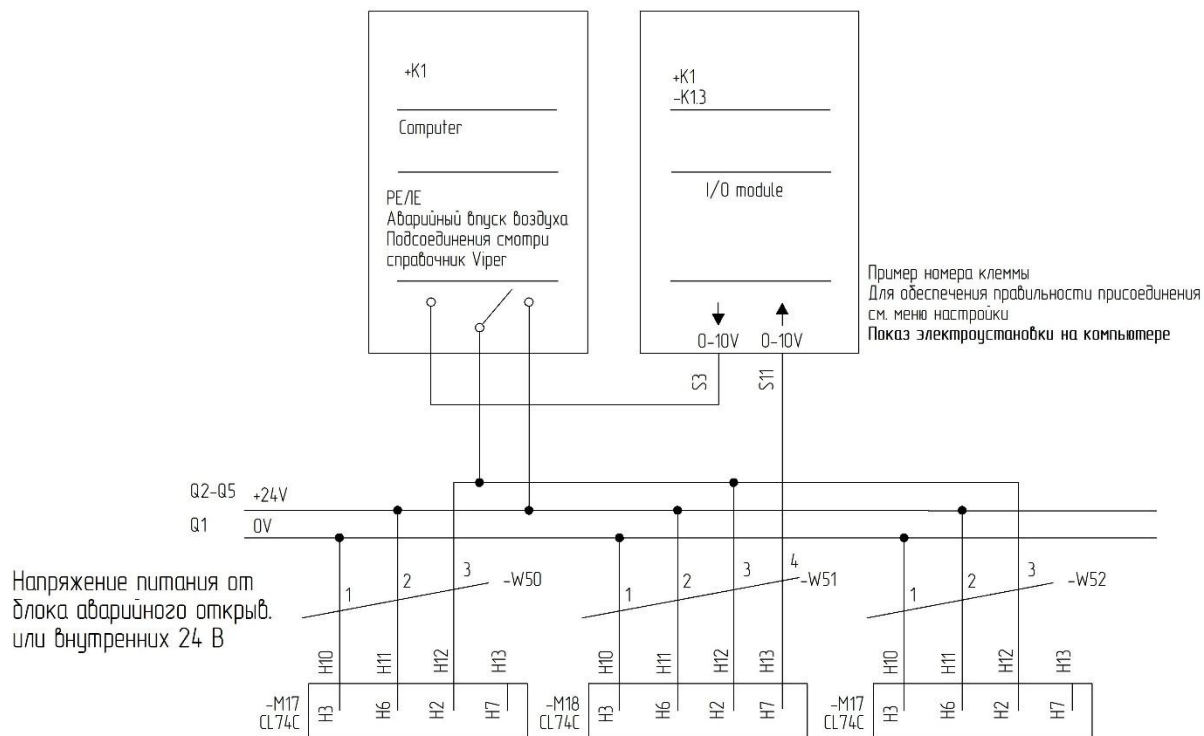 +K1
Computer
РЕЛЕ
Аварийный впуск воздуха
Подсоединения смотри
справочник Viper
+K1
-K1.3
I/O module
0-10V 0-10V
S3 S11
Пример номера клеммы
Для обеспечения правильности присоединения
см. меню настройки
Показ электроустановки на компьютере
Q2-Q5 +24V
Q1 0V
Напряжение питания от
блока аварийного открыв.
или внутренних 24 В
1 2 3 -W50
1 2 3 4 -W51
1 2 3 -W52
H10 H11 H12 H13
H10 H11 H12 H13
H10 H11 H12 H13
-M17
CL74C
H3 H6 H2 H7
-M18
CL74C
H3 H6 H2 H7
-M17
CL74C
H3 H6 H2 H7